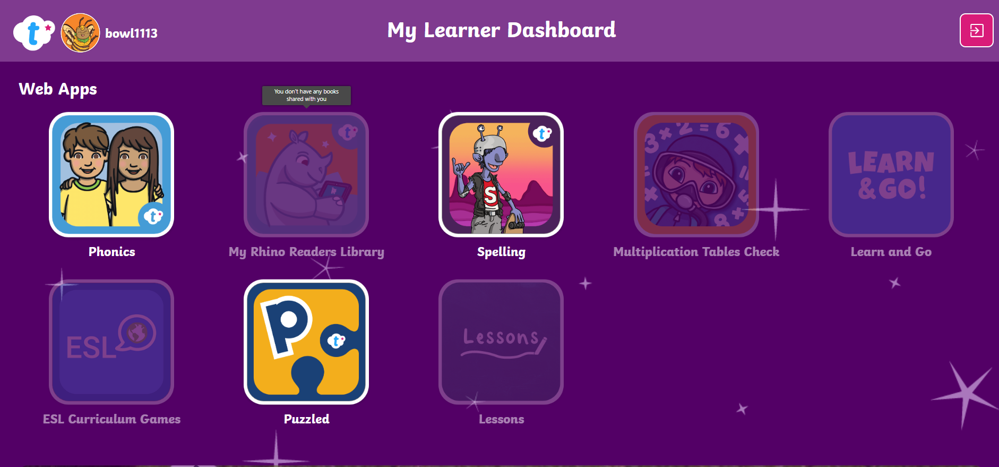 t
bowl1113
My Learner Dashboard
Web Apps
You don't have any books
shared with you
t
t
S
t
3 × 2 = 6 ×
=
×
×
8 ×
LEARN
& GO!
Phonics
My Rhino Readers Library
Spelling
Multiplication Tables Check
Learn and Go
ESL
p
t
Lessons
ESL Curriculum Games
Puzzled
Lessons